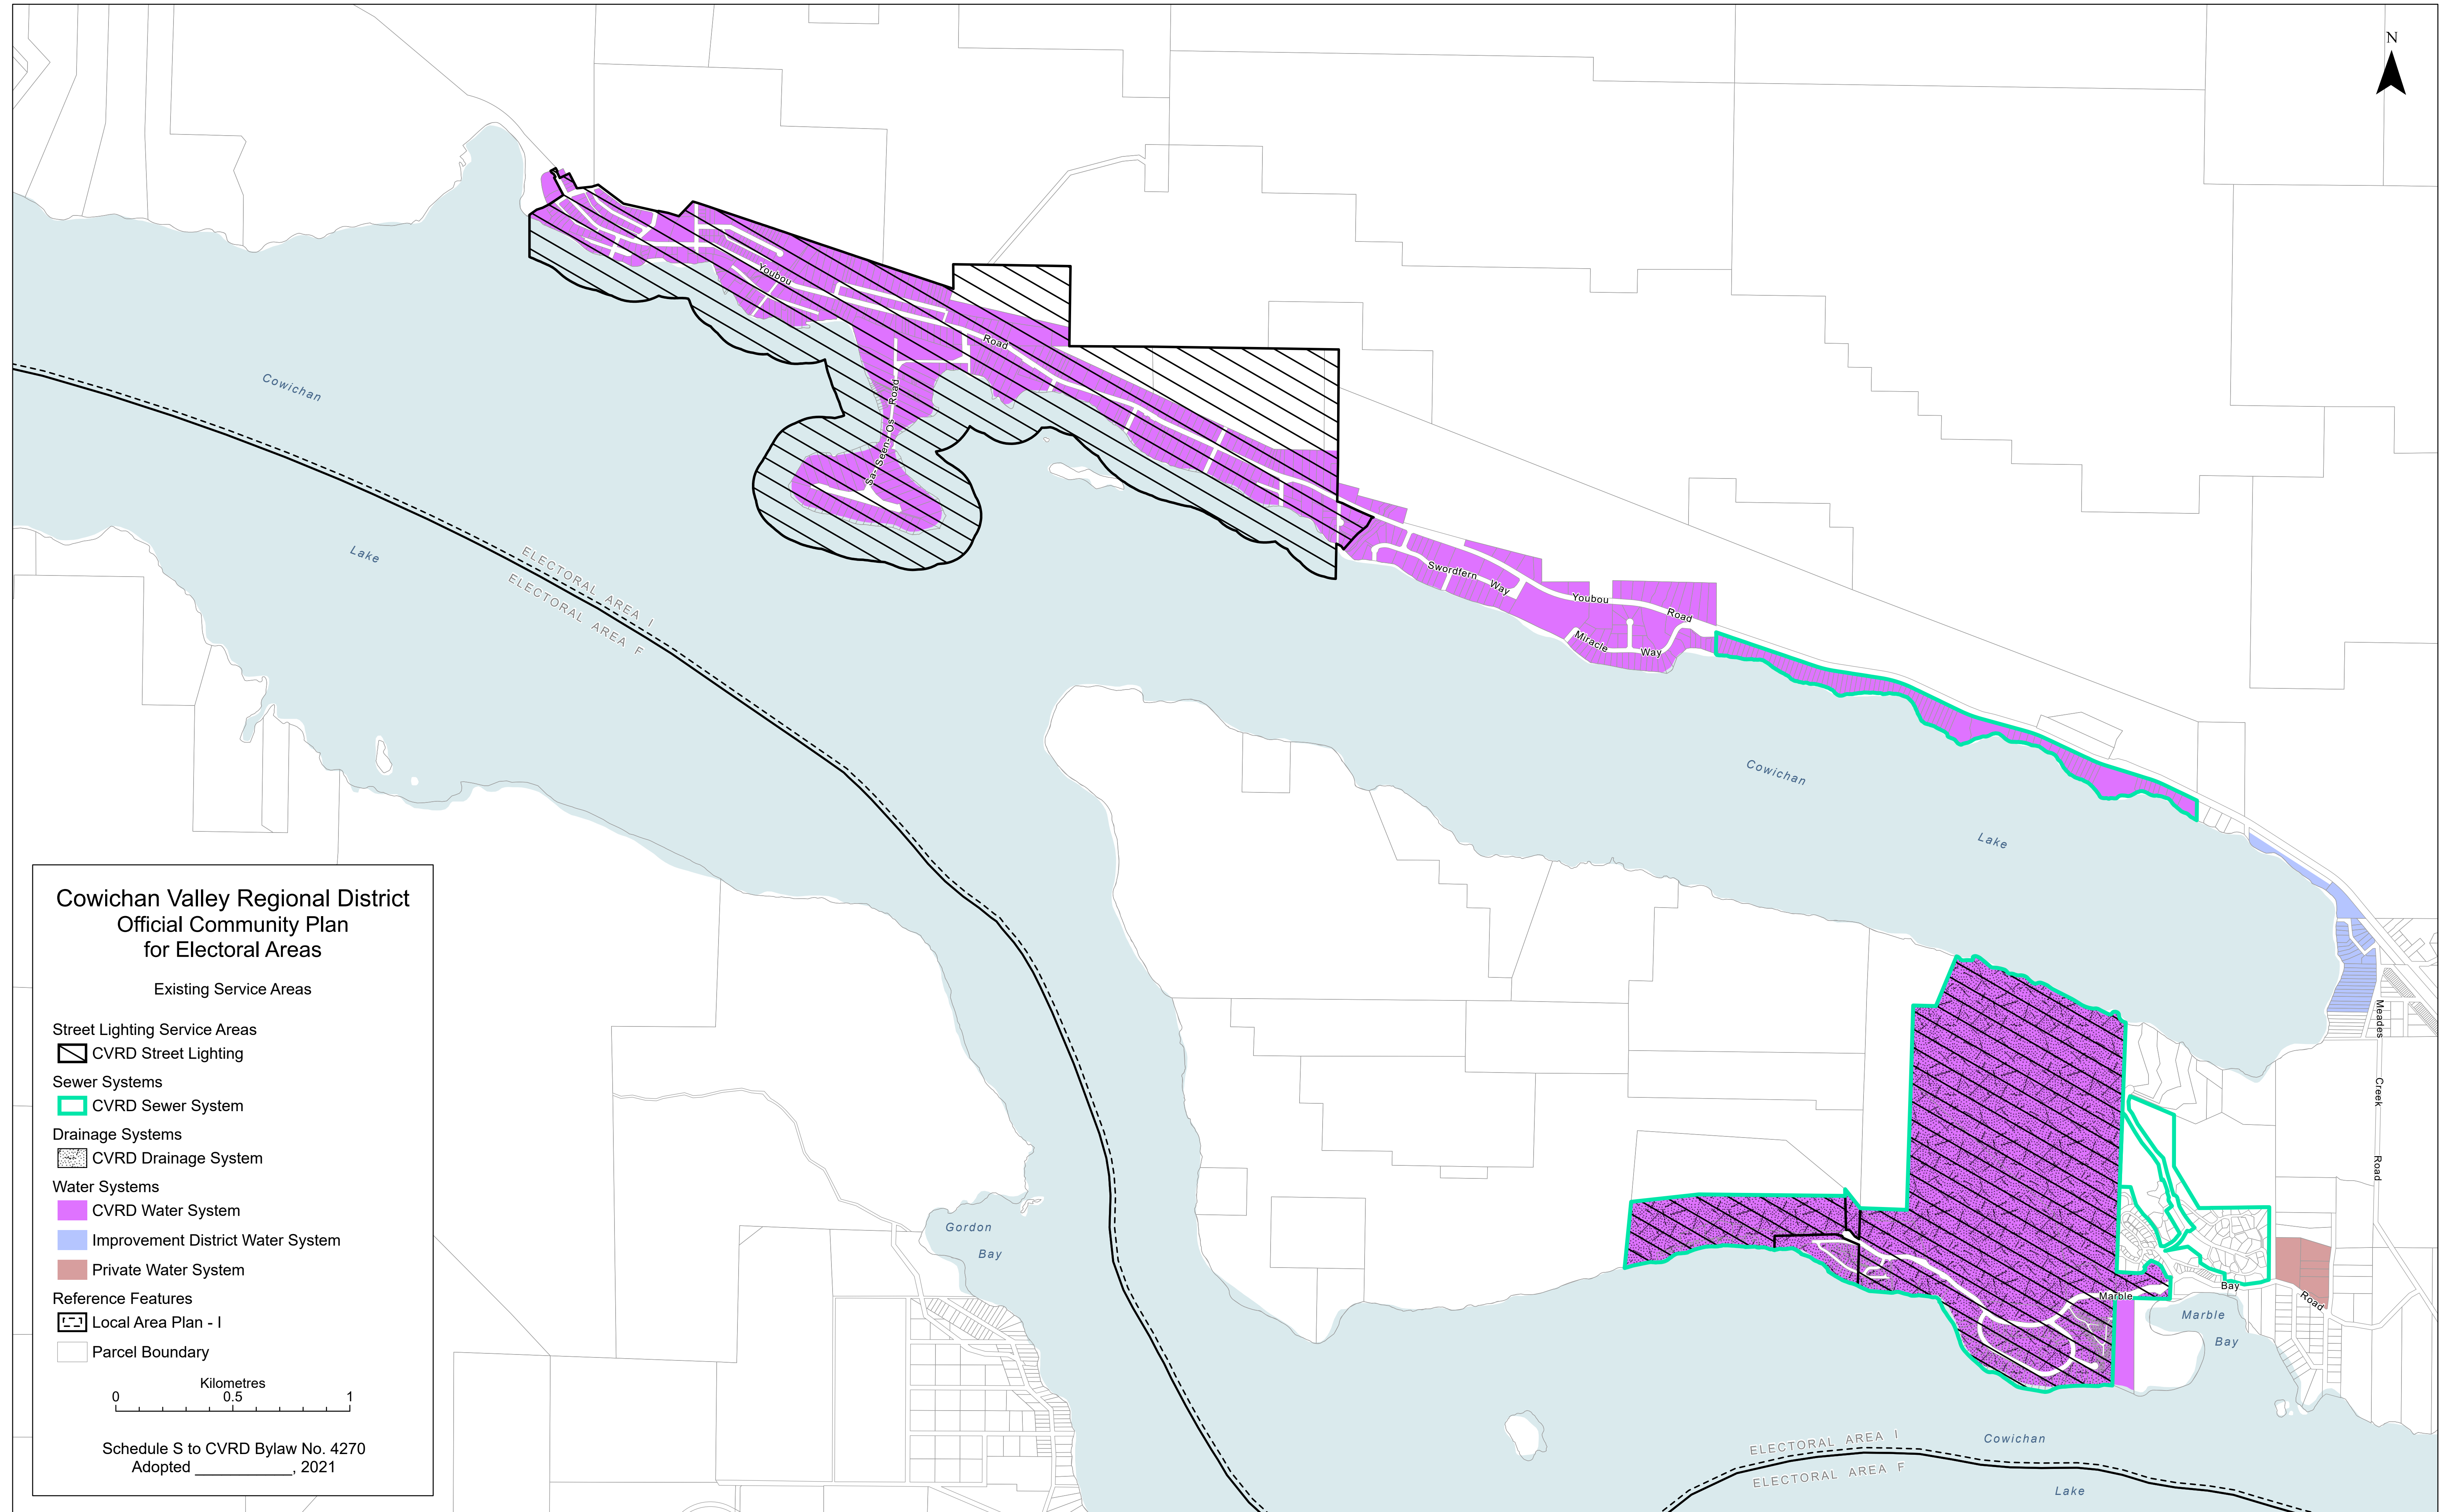 N
Youbou
Road
Sa-Seen-Os Road
Cowichan
Lake
ELECTORAL AREA I
ELECTORAL AREA F
Swordfern Way
Youbou Road
Miracle Way
Cowichan
Lake
Meades Creek Road
Gordon
Bay
Marble Bay Road
Marble
Bay
ELECTORAL AREA I
ELECTORAL AREA F
Cowichan
Lake
Cowichan Valley Regional District
Official Community Plan
for Electoral Areas
Existing Service Areas
Street Lighting Service Areas
CVRD Street Lighting
Sewer Systems
CVRD Sewer System
Drainage Systems
CVRD Drainage System
Water Systems
CVRD Water System
Improvement District Water System
Private Water System
Reference Features
Local Area Plan - I
Parcel Boundary
Kilometres
0 0.5 1
Schedule S to CVRD Bylaw No. 4270
Adopted ___________, 2021